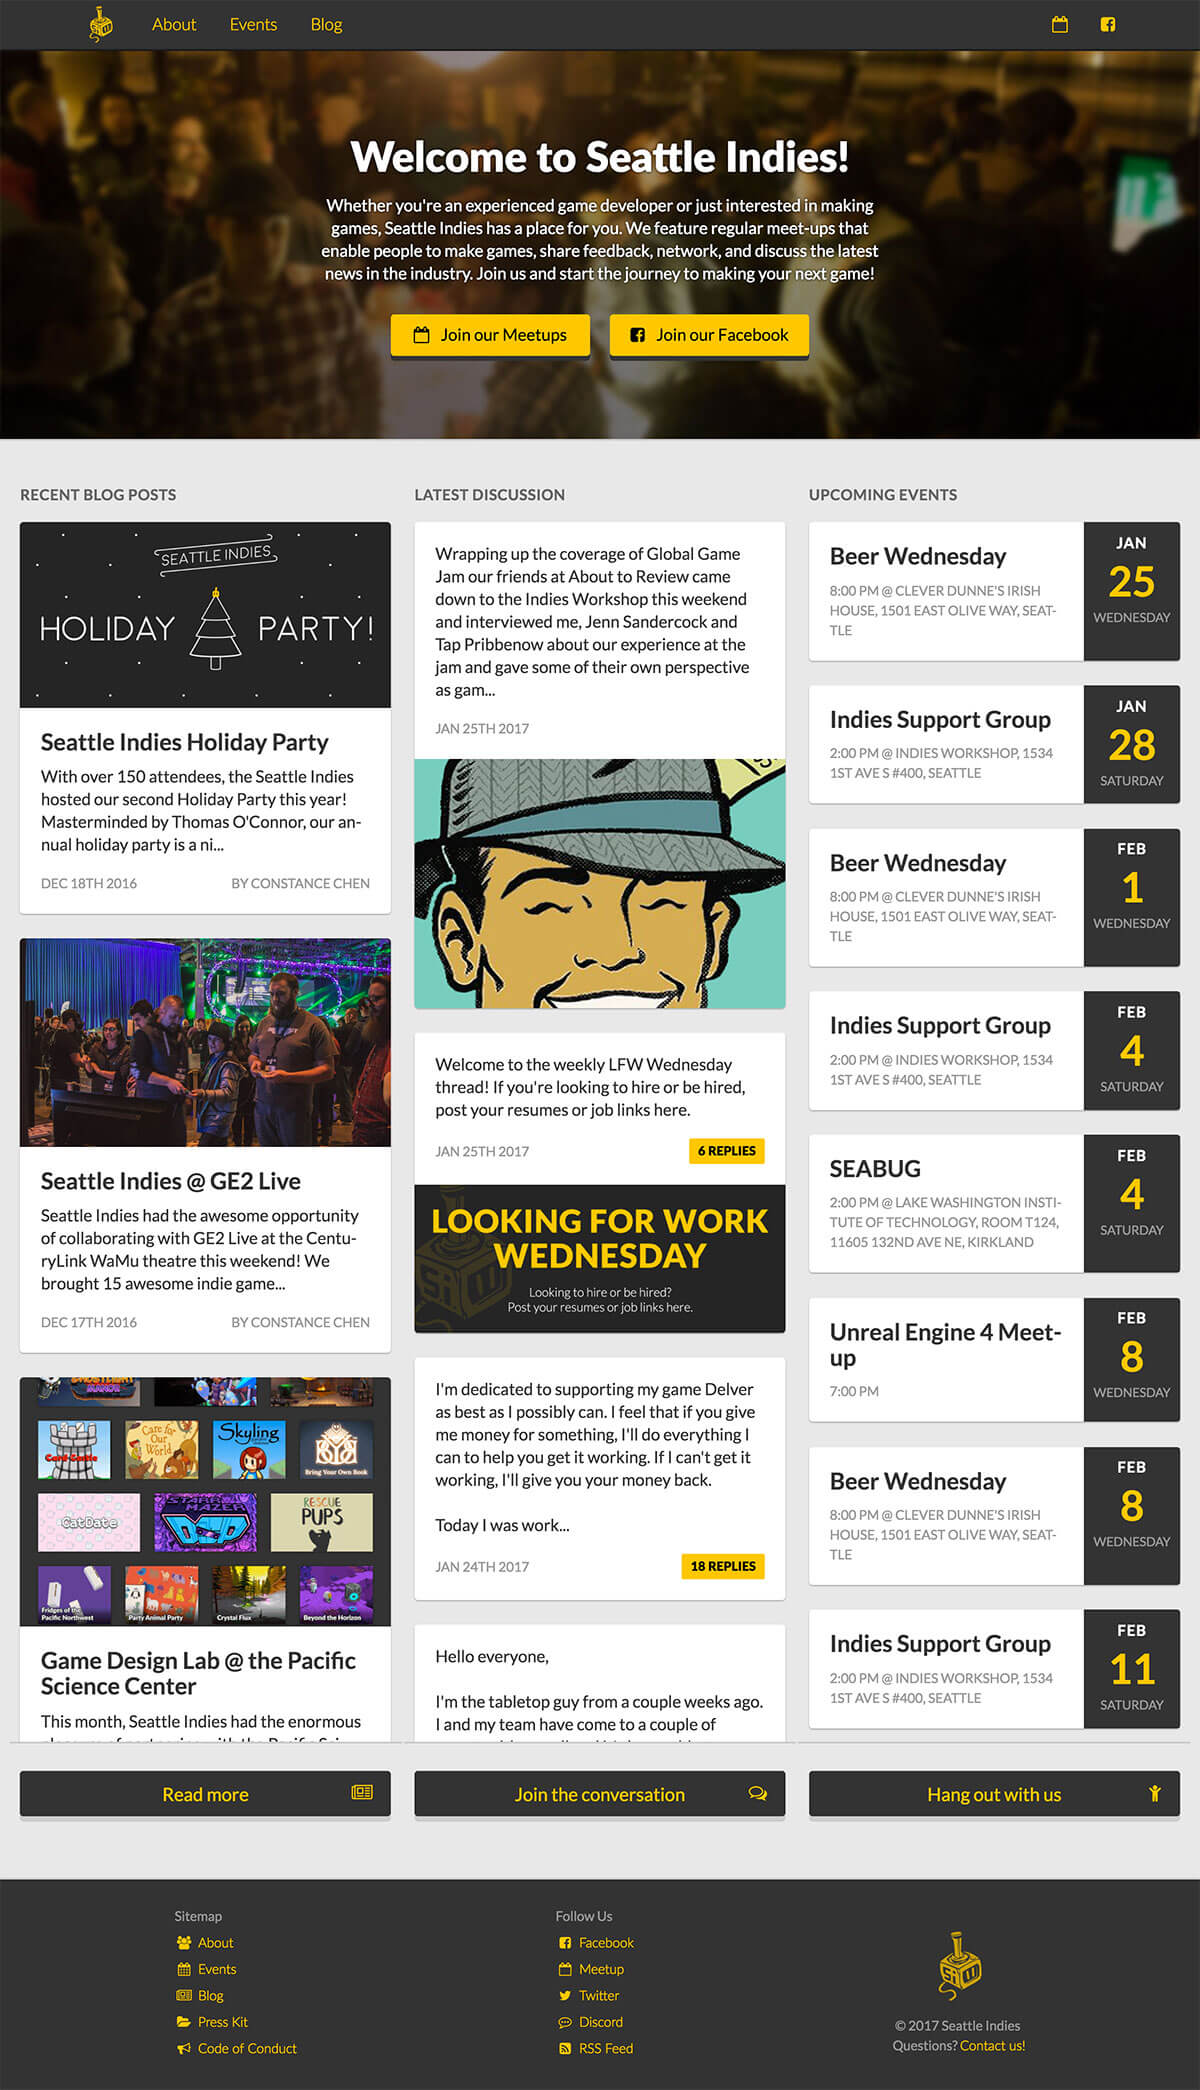 About
Events
Blog
Welcome to Seattle Indies!
Whether you're an experienced game developer or just interested in making
games, Seattle Indies has a place for you. We feature regular meet-ups that
enable people to make games, share feedback, network, and discuss the latest
news in the industry. Join us and start the journey to making your next game!
Join our Meetups
Join our Facebook
RECENT BLOG POSTS
SEATTLE INDIES
HOLIDAY PARTY!
Seattle Indies Holiday Party
With over 150 attendees, the Seattle Indies
hosted our second Holiday Party this year!
Masterminded by Thomas O'Connor, our an-
nual holiday party is a ni...
DEC 18TH 2016
BY CONSTANCE CHEN
Seattle Indies @ GE2 Live
Seattle Indies had the awesome opportunity
of collaborating with GE2 Live at the Centu-
ryLink WaMu theatre this weekend! We
brought 15 awesome indie game...
DEC 17TH 2016
BY CONSTANCE CHEN
Care for
Our
World
Skyling
Bring Your Own Book
CatDate
STARR
MAZER
DSP
RESCUE
PUPS
Fridges of the
Pacific Northwest
Party Animal Party
Crystal Flux
Beyond the Horizon
Game Design Lab @ the Pacific
Science Center
This month, Seattle Indies had the enormous
LATEST DISCUSSION
Wrapping up the coverage of Global Game
Jam our friends at About to Review came
down to the Indies Workshop this weekend
and interviewed me, Jenn Sandercock and
Tap Pribbenow about our experience at the
jam and gave some of their own perspective
as gam...
JAN 25TH 2017
Welcome to the weekly LFW Wednesday
thread! If you're looking to hire or be hired,
post your resumes or job links here.
JAN 25TH 2017
6 REPLIES
LOOKING FOR WORK
WEDNESDAY
Looking to hire or be hired?
Post your resumes or job links here.
I'm dedicated to supporting my game Delver
as best as I possibly can. I feel that if you give
me money for something, I'll do everything I
can to help you get it working. If I can't get it
working, I'll give you your money back.
Today I was work...
JAN 24TH 2017
18 REPLIES
Hello everyone,
I'm the tabletop guy from a couple weeks ago.
I and my team have come to a couple of
UPCOMING EVENTS
Beer Wednesday
8:00 PM @ CLEVER DUNNE'S IRISH
HOUSE, 1501 EAST OLIVE WAY, SEAT-
TLE
JAN
25
WEDNESDAY
Indies Support Group
2:00 PM @ INDIES WORKSHOP, 1534
1ST AVE S #400, SEATTLE
JAN
28
SATURDAY
Beer Wednesday
8:00 PM @ CLEVER DUNNE'S IRISH
HOUSE, 1501 EAST OLIVE WAY, SEAT-
TLE
FEB
1
WEDNESDAY
Indies Support Group
2:00 PM @ INDIES WORKSHOP, 1534
1ST AVE S #400, SEATTLE
FEB
4
SATURDAY
SEABUG
2:00 PM @ LAKE WASHINGTON INSTI-
TUTE OF TECHNOLOGY, ROOM T124,
11605 132ND AVE NE, KIRKLAND
FEB
4
SATURDAY
Unreal Engine 4 Meet-
up
7:00 PM
FEB
8
WEDNESDAY
Beer Wednesday
8:00 PM @ CLEVER DUNNE'S IRISH
HOUSE, 1501 EAST OLIVE WAY, SEAT-
TLE
FEB
8
WEDNESDAY
Indies Support Group
2:00 PM @ INDIES WORKSHOP, 1534
1ST AVE S #400, SEATTLE
FEB
11
SATURDAY
Read more
Join the conversation
Hang out with us
Sitemap
About
Events
Blog
Press Kit
Code of Conduct
Follow Us
Facebook
Meetup
Twitter
Discord
RSS Feed
© 2017 Seattle Indies
Questions? Contact us!